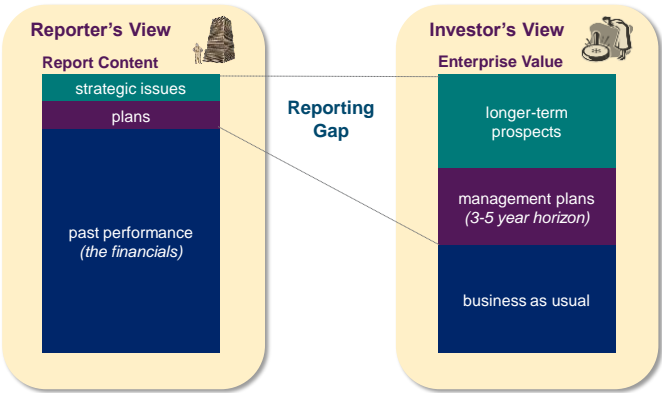 Reporter's View
Report Content
strategic issues
plans
past performance
(the financials)
Reporting
Gap
Investor's View
Enterprise Value
longer-term
prospects
management plans
(3-5 year horizon)
business as usual